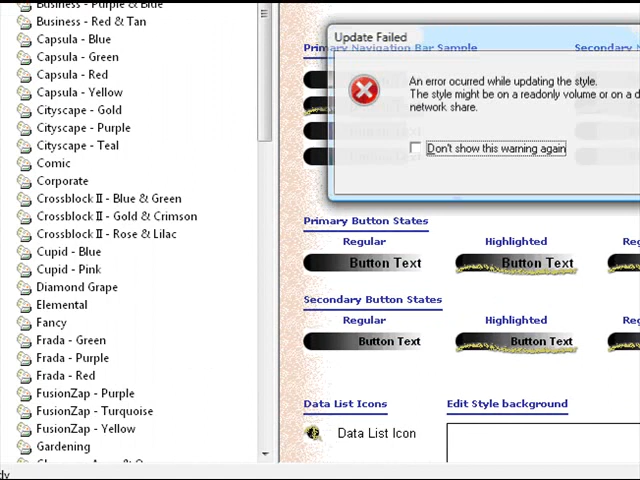 Business - Purple & Blue
Business - Red & Tan
Capsula - Blue
Capsula - Green
Capsula - Red
Capsula - Yellow
Cityscape - Gold
Cityscape - Purple
Cityscape - Teal
Comic
Corporate
Crossblock II - Blue & Green
Crossblock II - Gold & Crimson
Crossblock II - Rose & Lilac
Cupid - Blue
Cupid - Pink
Diamond Grape
Elemental
Fancy
Frada - Green
Frada - Purple
Frada - Red
FusionZap - Purple
FusionZap - Turquoise
FusionZap - Yellow
Gardening
dy
Update Failed
Primary Navigation Bar Sample
Secondary N
An error ocurred while updating the style.
The style might be on a readonly volume or on a d
network share.
Don't show this warning again
Primary Button States
Regular
Highlighted
Button Text
Button Text
Secondary Button States
Regular
Highlighted
Button Text
Button Text
Data List Icons
Edit Style background
Data List Icon